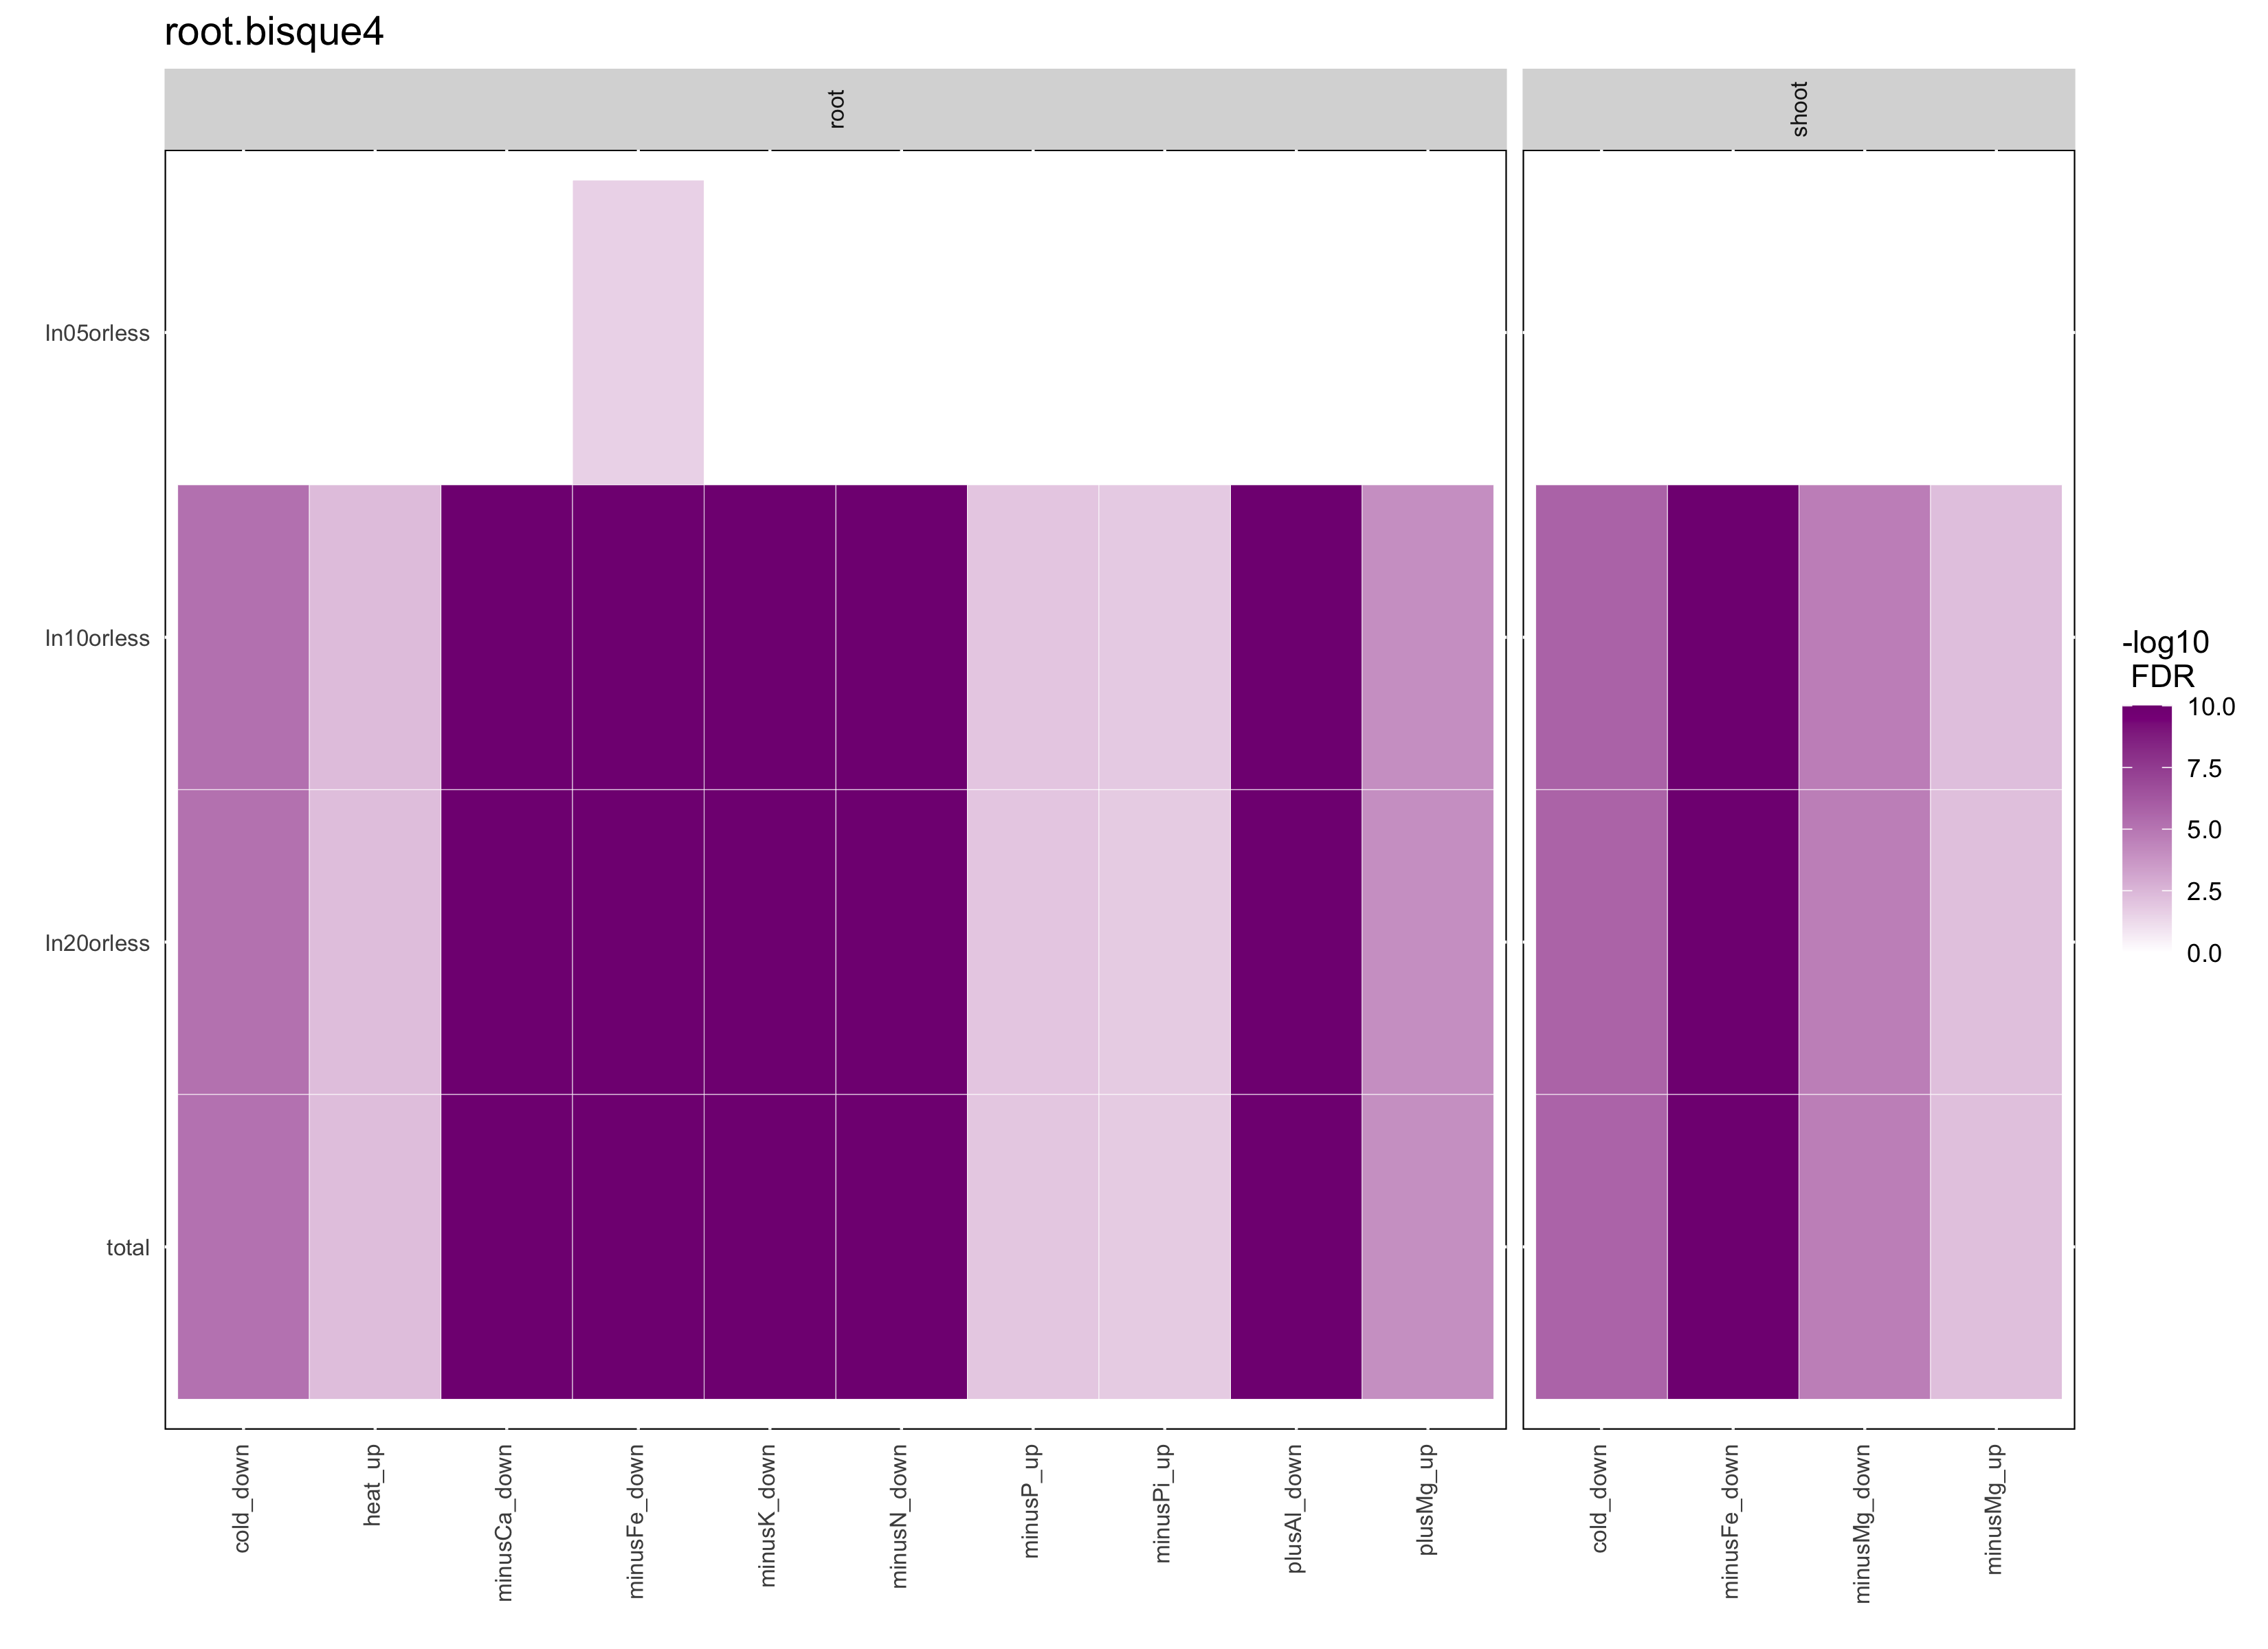 root.bisque4
root
shoot
In05orless
In10orless
In20orless
total
cold_down
heat_up
minusCa_down
minusFe_down
minusK_down
minusN_down
minusP_up
minusPi_up
plusAl_down
plusMg_up
cold_down
minusFe_down
minusMg_down
minusMg_up
-log10
FDR
10.0
7.5
5.0
2.5
0.0